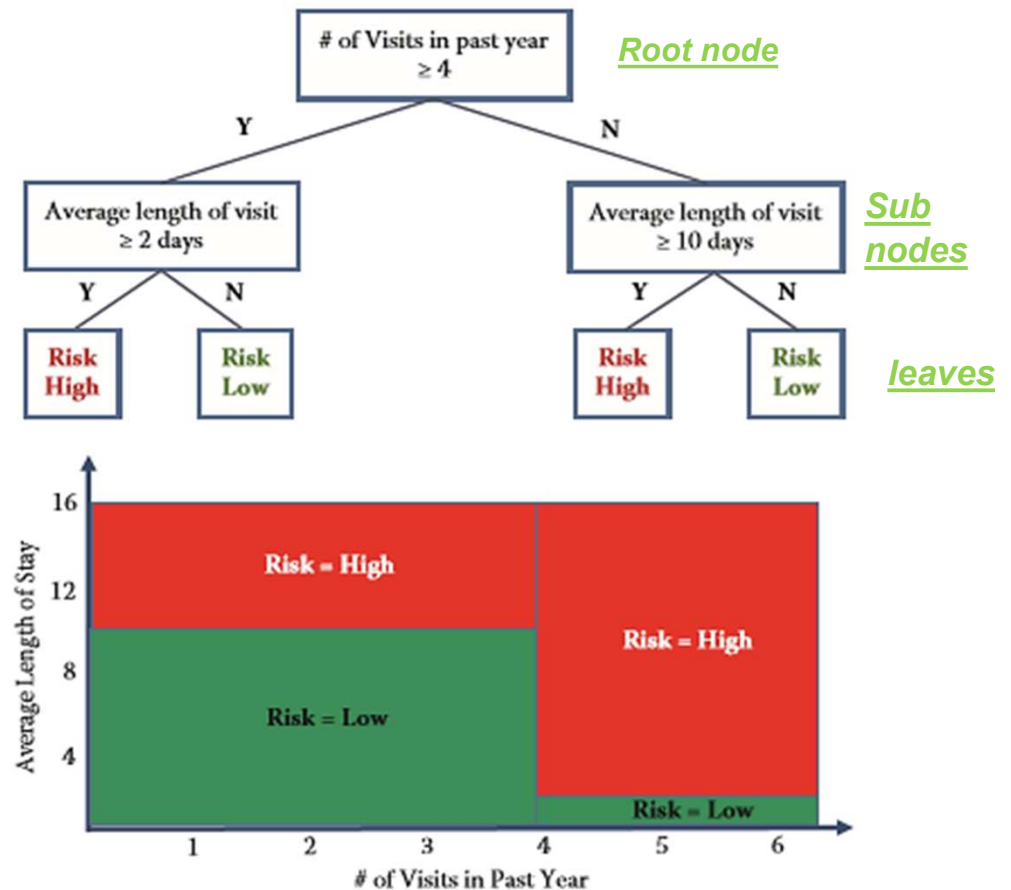 # of Visits in past year
≥ 4
Root node
Y
N
Average length of visit
≥ 2 days
Average length of visit
≥ 10 days
Sub
nodes
Y
N
Y
N
Risk
High
Risk
Low
Risk
High
Risk
Low
leaves
16
12
8
4
Average Length of Stay
Risk = High
Risk = High
Risk = Low
Risk = Low
1
2
3
4
5
6
# of Visits in Past Year